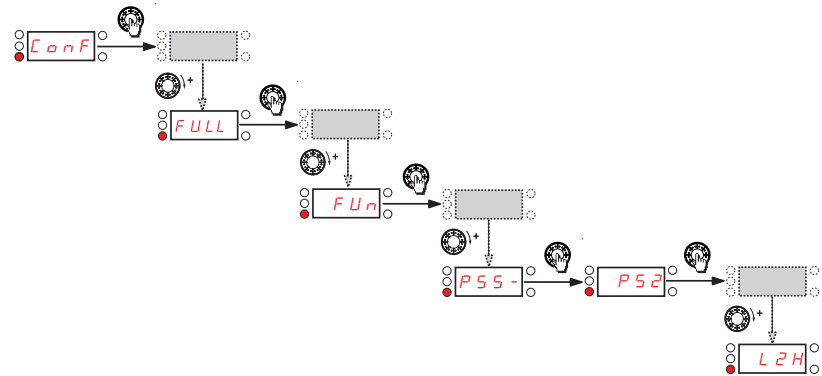 ConF
+
FULL
+
FUn
+
PSS-
PS2
+
L2H